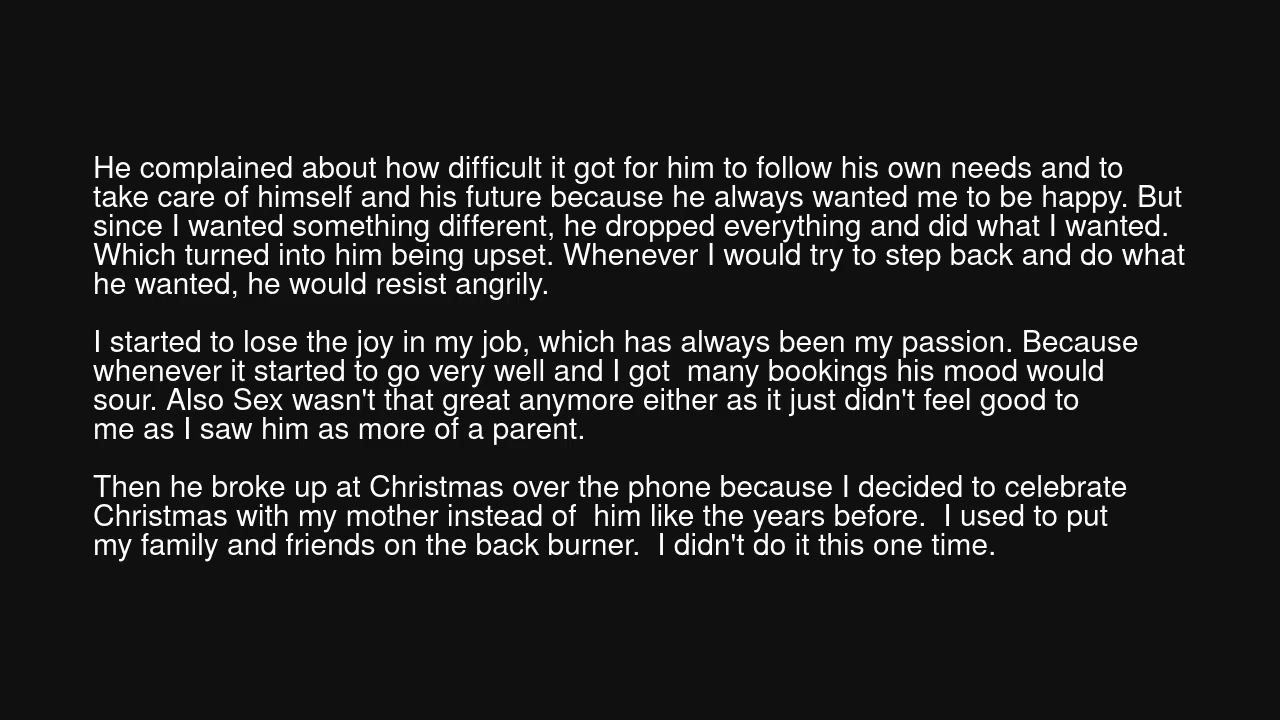 He complained about how difficult it got for him to follow his own needs and to
take care of himself and his future because he always wanted me to be happy. But
since I wanted something different, he dropped everything and did what I wanted.
Which turned into him being upset. Whenever I would try to step back and do what
he wanted, he would resist angrily.

I started to lose the joy in my job, which has always been my passion. Because
whenever it started to go very well and I got  many bookings his mood would
sour. Also Sex wasn't that great anymore either as it just didn't feel good to
me as I saw him as more of a parent.

Then he broke up at Christmas over the phone because I decided to celebrate
Christmas with my mother instead of  him like the years before.  I used to put
my family and friends on the back burner.  I didn't do it this one time.